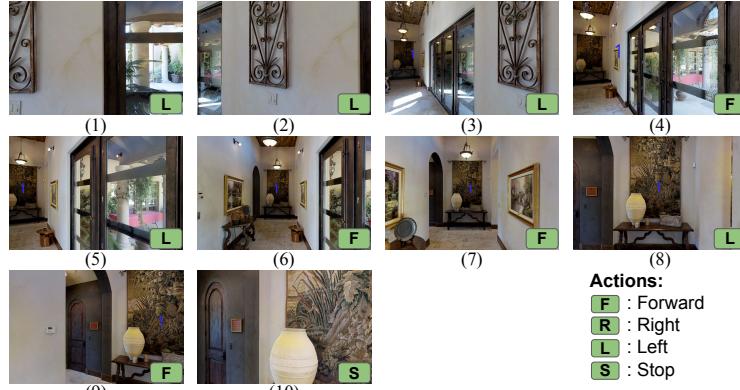 L
L
L
F
(1)
(2)
(3)
(4)
L
F
F
L
(5)
(6)
(7)
(8)
F
S
(9)
(10)
Actions:
F : Forward
R : Right
L : Left
S : Stop